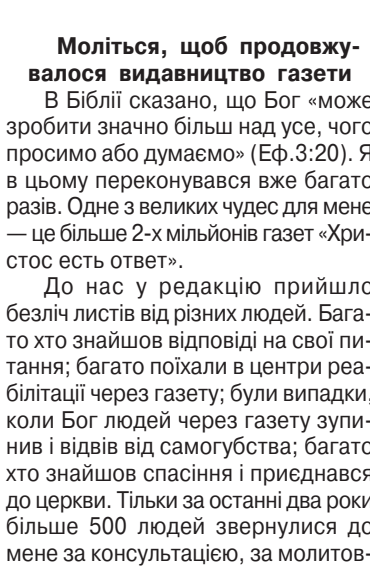 Моліться, щоб продовжу-
валося видавництво газети
В Біблії сказано, що Бог «може
зробити значно більш над усе, чого
просимо або думаємо» (Еф.3:20). Я
в цьому переконувався вже багато
разів. Одне з великих чудес для мене
— це більше 2-х мільйонів газет «Хри-
стос есть ответ».
До нас у редакцію прийшло
безліч листів від різних людей. Бага-
то хто знайшов відповіді на свої пи-
тання; багато поїхали в центри реа-
білітації через газету; були випадки,
коли Бог людей через газету зупи-
нив і відвів від самогубства; багато
хто знайшов спасіння і приєднався
до церкви. Тільки за останні два роки
більше 500 людей звернулися до
мене за консультацією, за молитов-